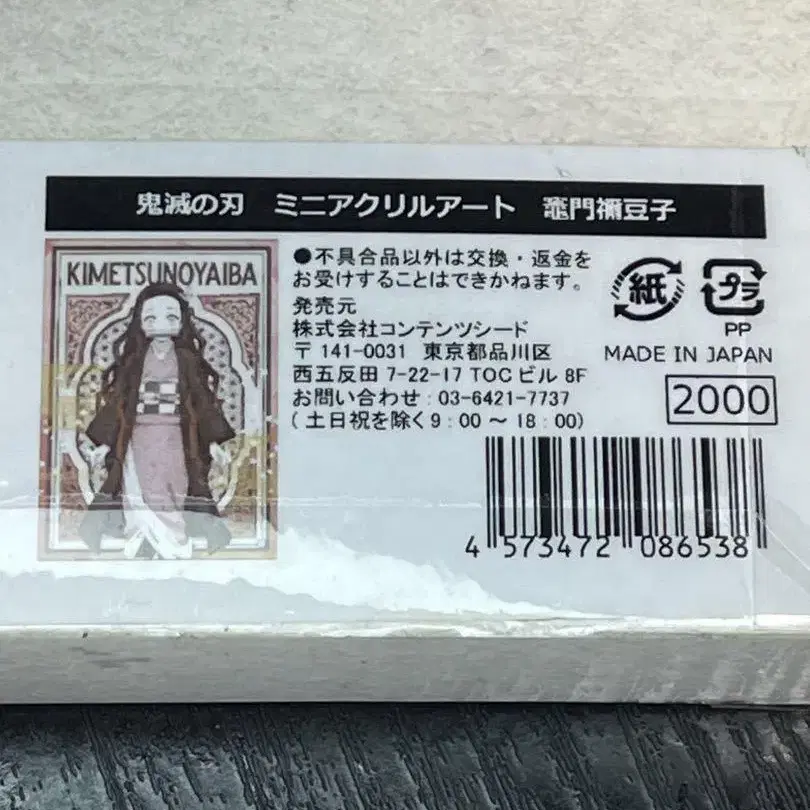 鬼滅の刃　ミニアクリルアート　竈門禰豆子
KIMETSUNOYAIBA
●不具合品以外は交換・返金を
お受けすることはできかねます。
発売元
株式会社コンテンツシード
〒141-0031 東京都品川区
西五反田 7-22-17 TOC ビル 8F
お問い合わせ : 03-6421-7737
( 土日祝を除く 9 : 00 ～ 18 : 00)
紙
プラ
PP
MADE IN JAPAN
2000
4 573472 086538